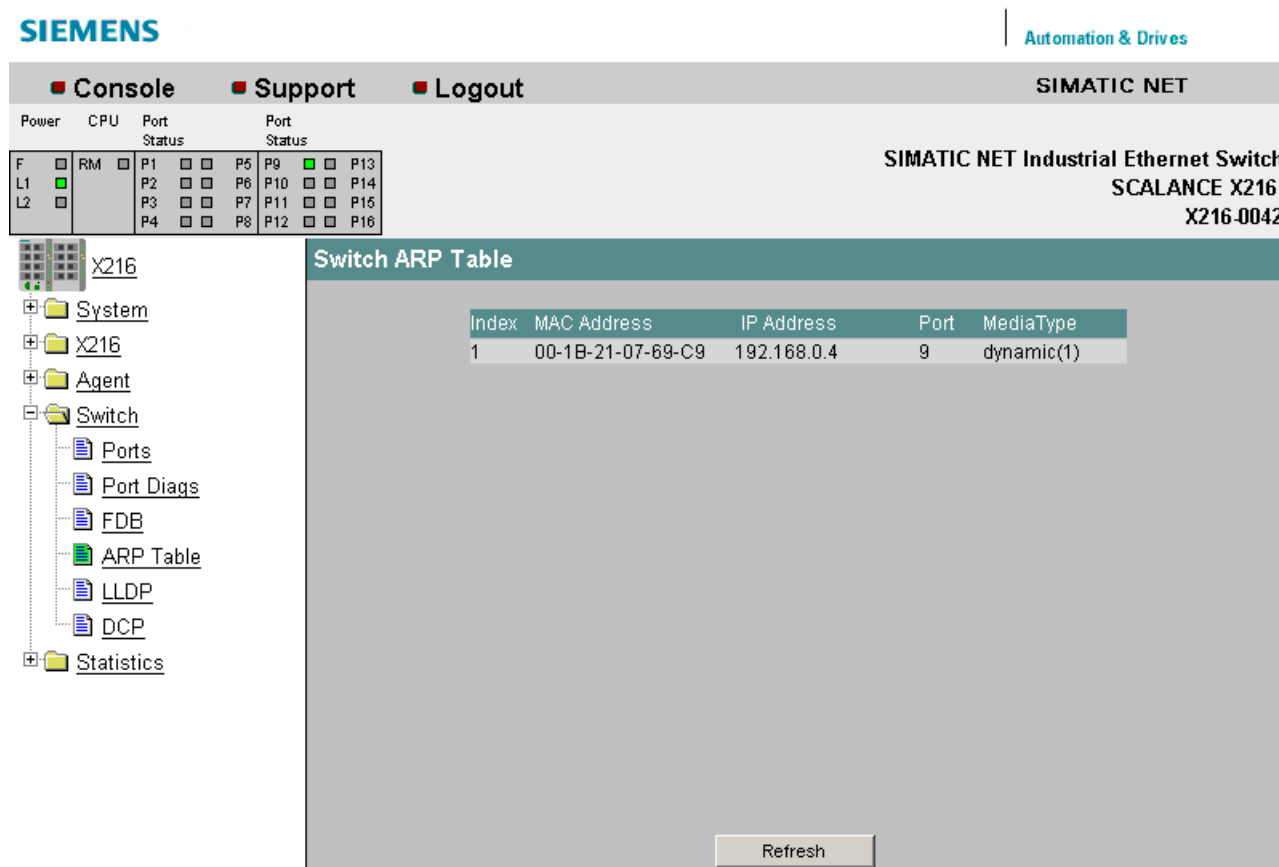 SIEMENS
Automation & Drives
Console Support Logout SIMATIC NET
Power CPU Port Status Port Status
F RM P1 P5 P9 P13
L1 P2 P6 P10 P14
L2 P3 P7 P11 P15
P4 P8 P12 P16
SIMATIC NET Industrial Ethernet Switch
SCALANCE X216
X216-0042
X216
System
X216
Agent
Switch
Ports
Port Diags
FDB
ARP Table
LLDP
DCP
Statistics
Switch ARP Table
Index MAC Address IP Address Port MediaType
1 00-1B-21-07-69-C9 192.168.0.4 9 dynamic(1)
Refresh